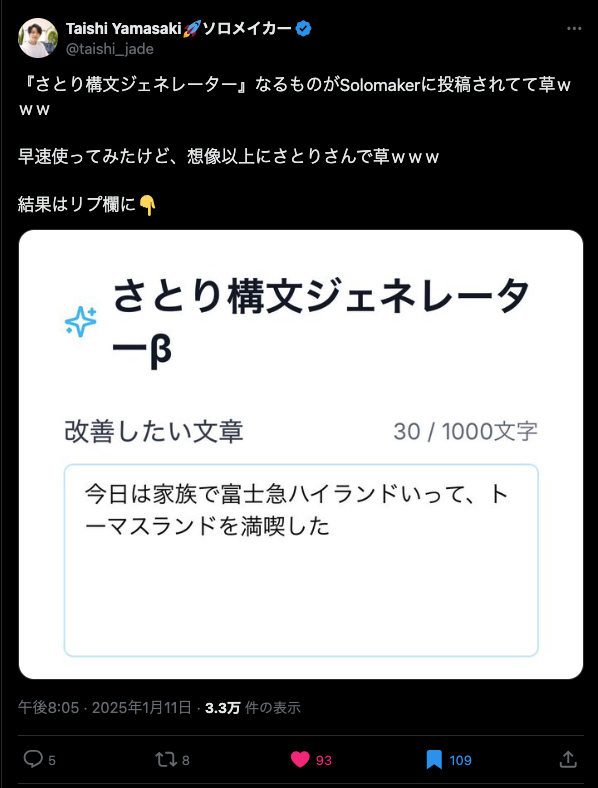 Taishi Yamasaki🚀ソロメイカー
@taishi_jade
『さとり構文ジェネレーター』なるものがSolomakerに投稿されてて草ｗ
ｗｗ
早速使ってみたけど、想像以上にさとりさんで草ｗｗｗ
結果はリプ欄に👇
さとり構文ジェネレータ
ーβ
改善したい文章 30 / 1000文字
今日は家族で富士急ハイランドいって、ト
ーマスランドを満喫した
午後8:05 · 2025年1月11日 · 3.3万 件の表示
5 8 93 109